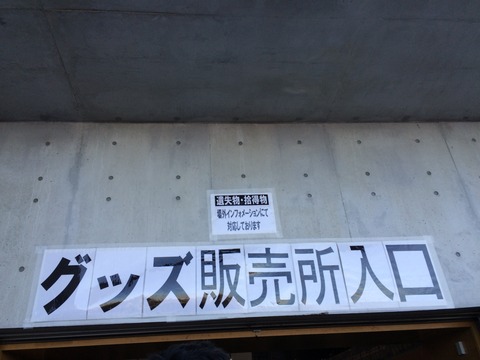 遺失物・拾得物
場外インフォメーションにて
対応しております
グッズ販売所入口